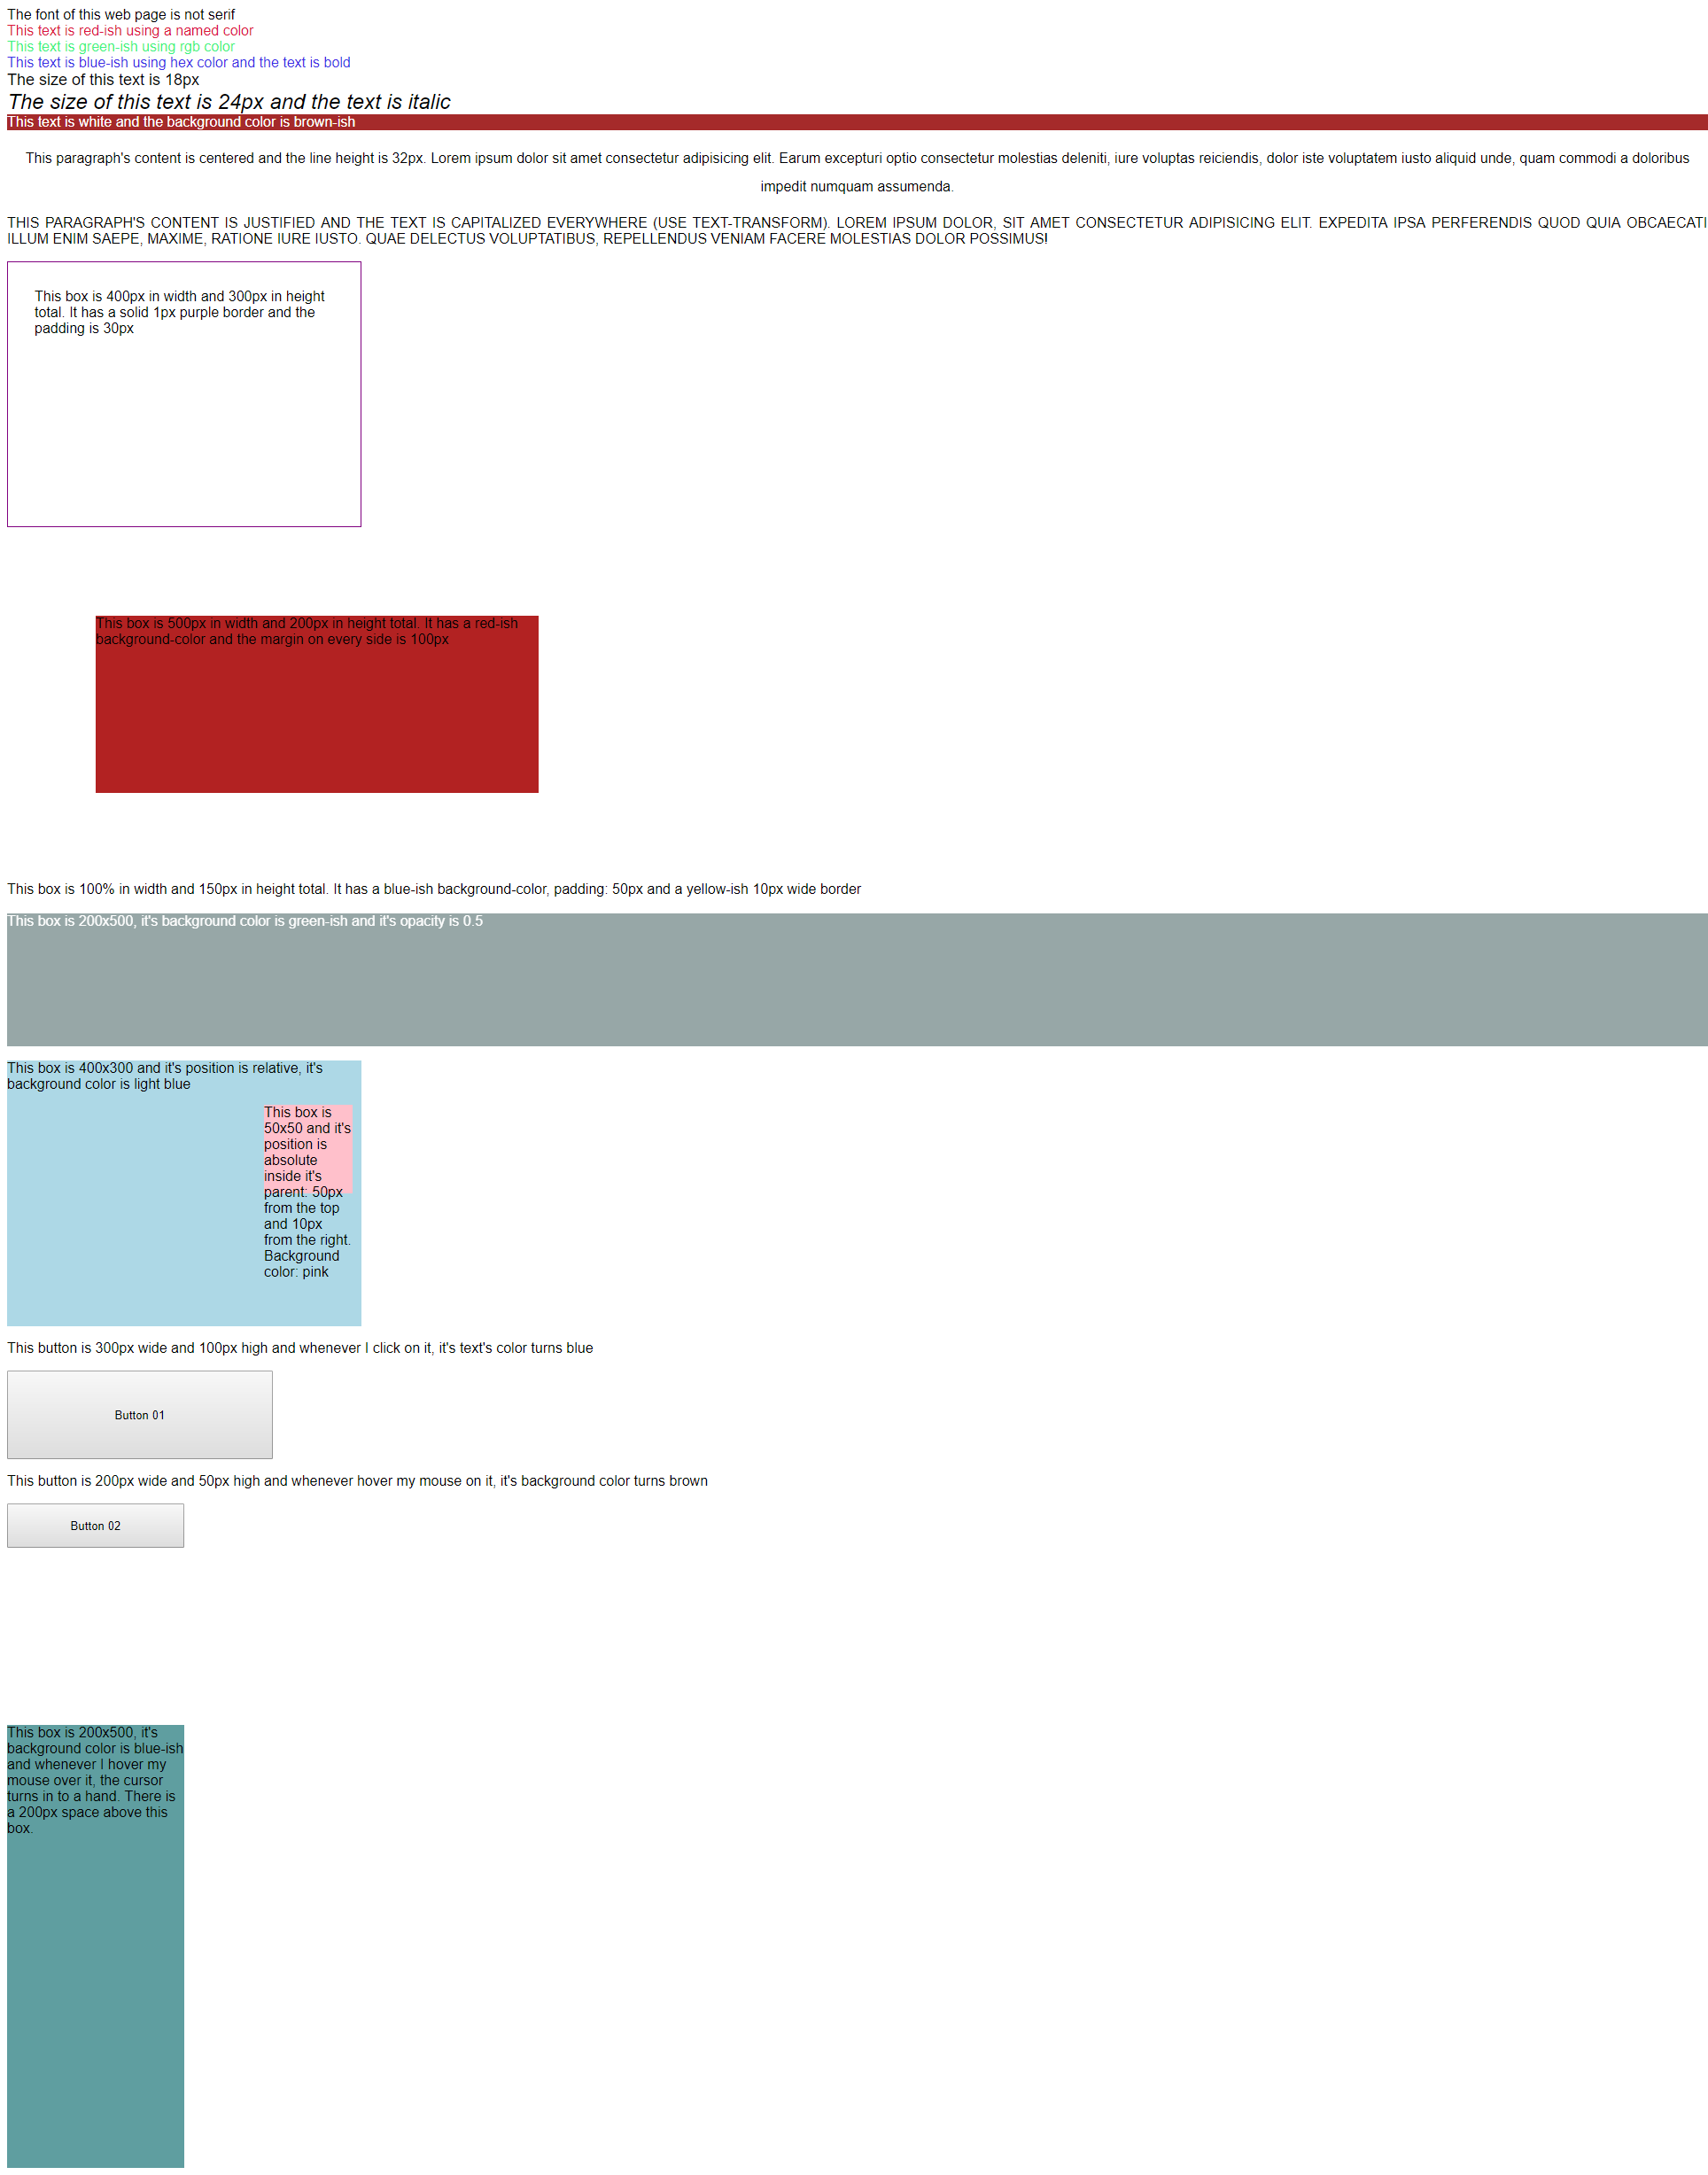 The font of this web page is not serif
This text is red-ish using a named color
This text is green-ish using rgb color
This text is blue-ish using hex color and the text is bold
The size of this text is 18px
The size of this text is 24px and the text is italic
This text is white and the background color is brown-ish
This paragraph's content is centered and the line height is 32px. Lorem ipsum dolor sit amet consectetur adipisicing elit. Earum excepturi optio consectetur molestias deleniti, iure voluptas reiciendis, dolor iste voluptatem iusto aliquid unde, quam commodi a doloribus
impedit numquam assumenda.
THIS PARAGRAPH'S CONTENT IS JUSTIFIED AND THE TEXT IS CAPITALIZED EVERYWHERE (USE TEXT-TRANSFORM). LOREM IPSUM DOLOR, SIT AMET CONSECTETUR ADIPISICING ELIT. EXPEDITA IPSA PERFERENDIS QUOD QUIA OBCAECATI
ILLUM ENIM SAEPE, MAXIME, RATIONE IURE IUSTO. QUAE DELECTUS VOLUPTATIBUS, REPELLENDUS VENIAM FACERE MOLESTIAS DOLOR POSSIMUS!
This box is 400px in width and 300px in height
total. It has a solid 1px purple border and the
padding is 30px
This box is 500px in width and 200px in height total. It has a red-ish
background-color and the margin on every side is 100px
This box is 100% in width and 150px in height total. It has a blue-ish background-color, padding: 50px and a yellow-ish 10px wide border
This box is 200x500, it's background color is green-ish and it's opacity is 0.5
This box is 400x300 and it's position is relative, it's
background color is light blue
This box is
50x50 and it's
position is
absolute
inside it's
parent: 50px
from the top
and 10px
from the right.
Background
color: pink
This button is 300px wide and 100px high and whenever I click on it, it's text's color turns blue
Button 01
This button is 200px wide and 50px high and whenever hover my mouse on it, it's background color turns brown
Button 02
This box is 200x500, it's
background color is blue-ish
and whenever I hover my
mouse over it, the cursor
turns in to a hand. There is
a 200px space above this
box.